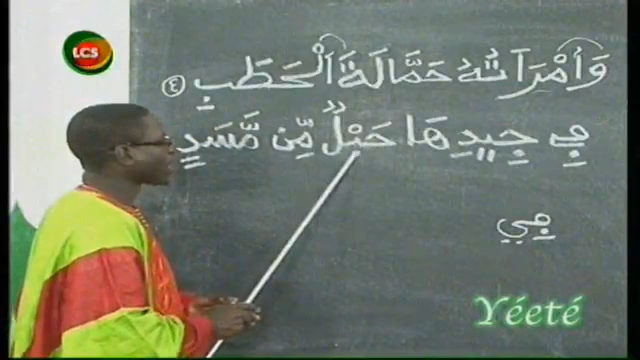 LCS
وَٱمْرَأَتُهُۥ حَمَّالَةَ ٱلْحَطَبِ ٤
فِي جِيدِهَا حَبْلٌ مِّن مَّسَدٍ
Yéeté